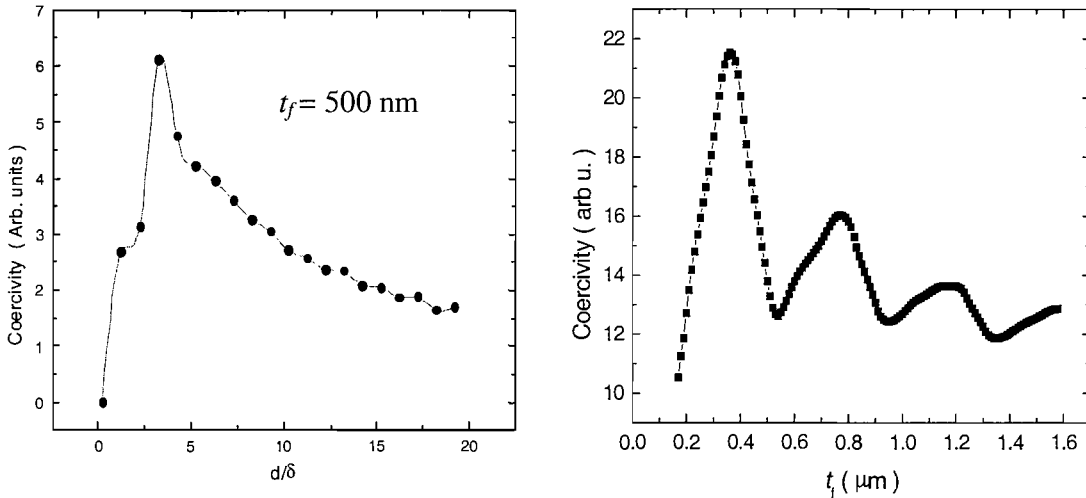 7
6
5
4
3
2
1
0
Coercivity ( Arb. units)
t_f = 500 nm
0 5 10 15 20
d/δ
22
20
18
16
14
12
10
Coercivity ( arb u.)
0.0 0.2 0.4 0.6 0.8 1.0 1.2 1.4 1.6
t_f ( μm)